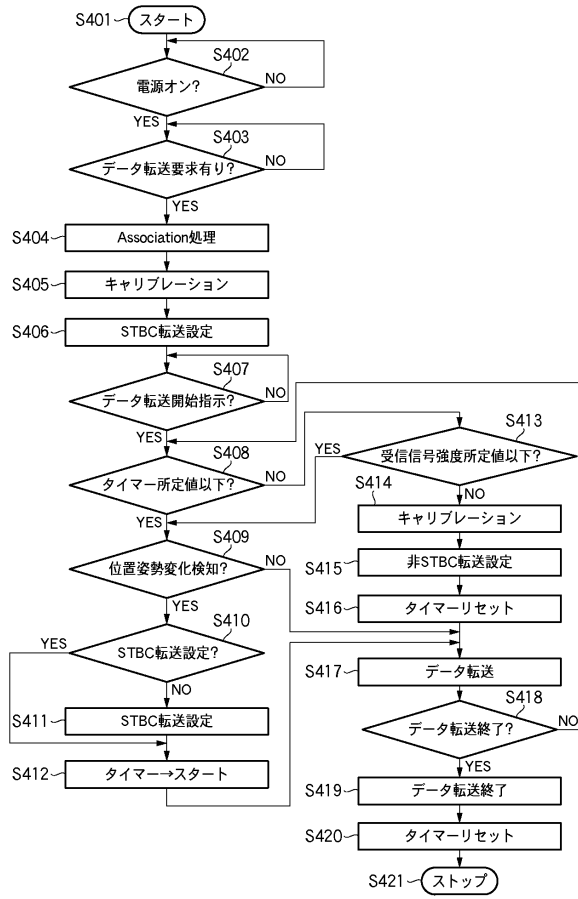 S401 スタート
S402
電源オン?
NO
YES
S403
データ転送要求有り?
NO
YES
S404 Association処理
S405 キャリブレーション
S406 STBC転送設定
S407
データ転送開始指示?
NO
YES
S408
タイマー所定値以下?
NO
YES
S409
位置姿勢変化検知?
NO
YES
S410
STBC転送設定?
YES
NO
S411 STBC転送設定
S412 タイマー→スタート
S413
受信信号強度所定値以下?
YES
NO
S414
キャリブレーション
S415 非STBC転送設定
S416 タイマーリセット
S417 データ転送
S418
データ転送終了?
NO
YES
S419 データ転送終了
S420 タイマーリセット
S421 ストップ